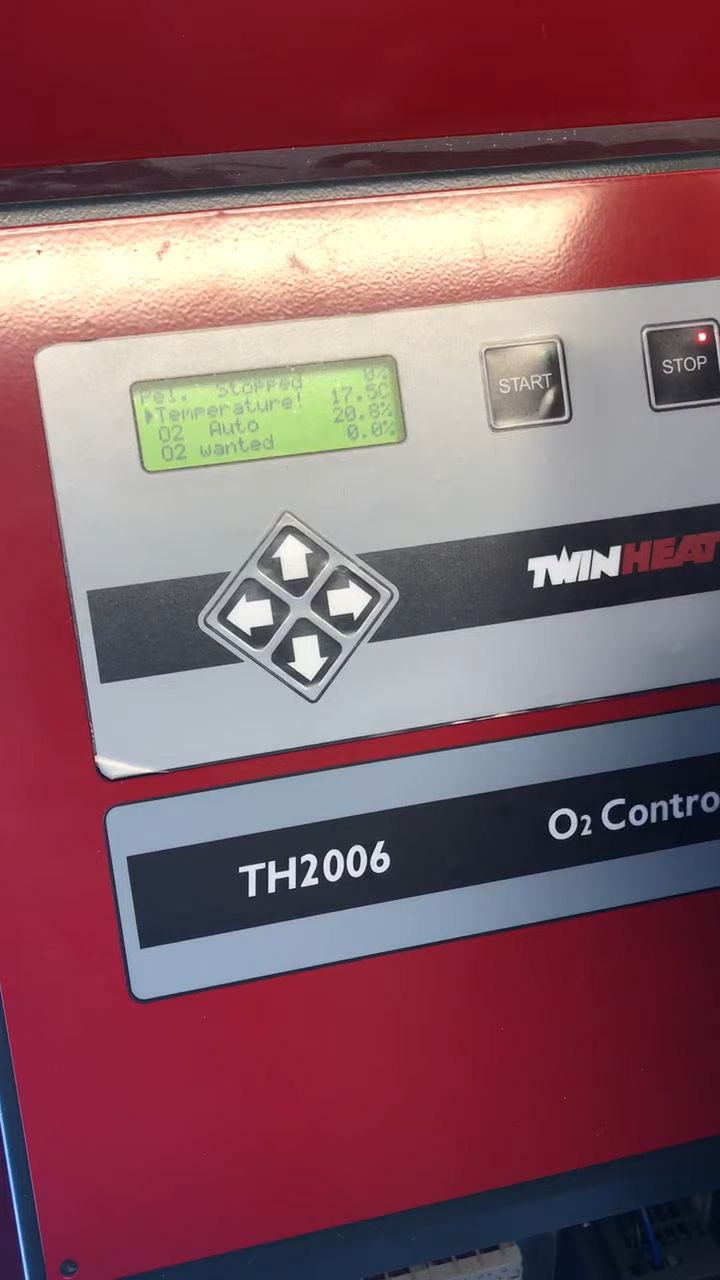 Pel. Stopped 0%
Temperature! 17.5C
O2 Auto 20.8%
O2 wanted 0.0%
START
STOP
TWINHEAT
TH2006
O2 Contro